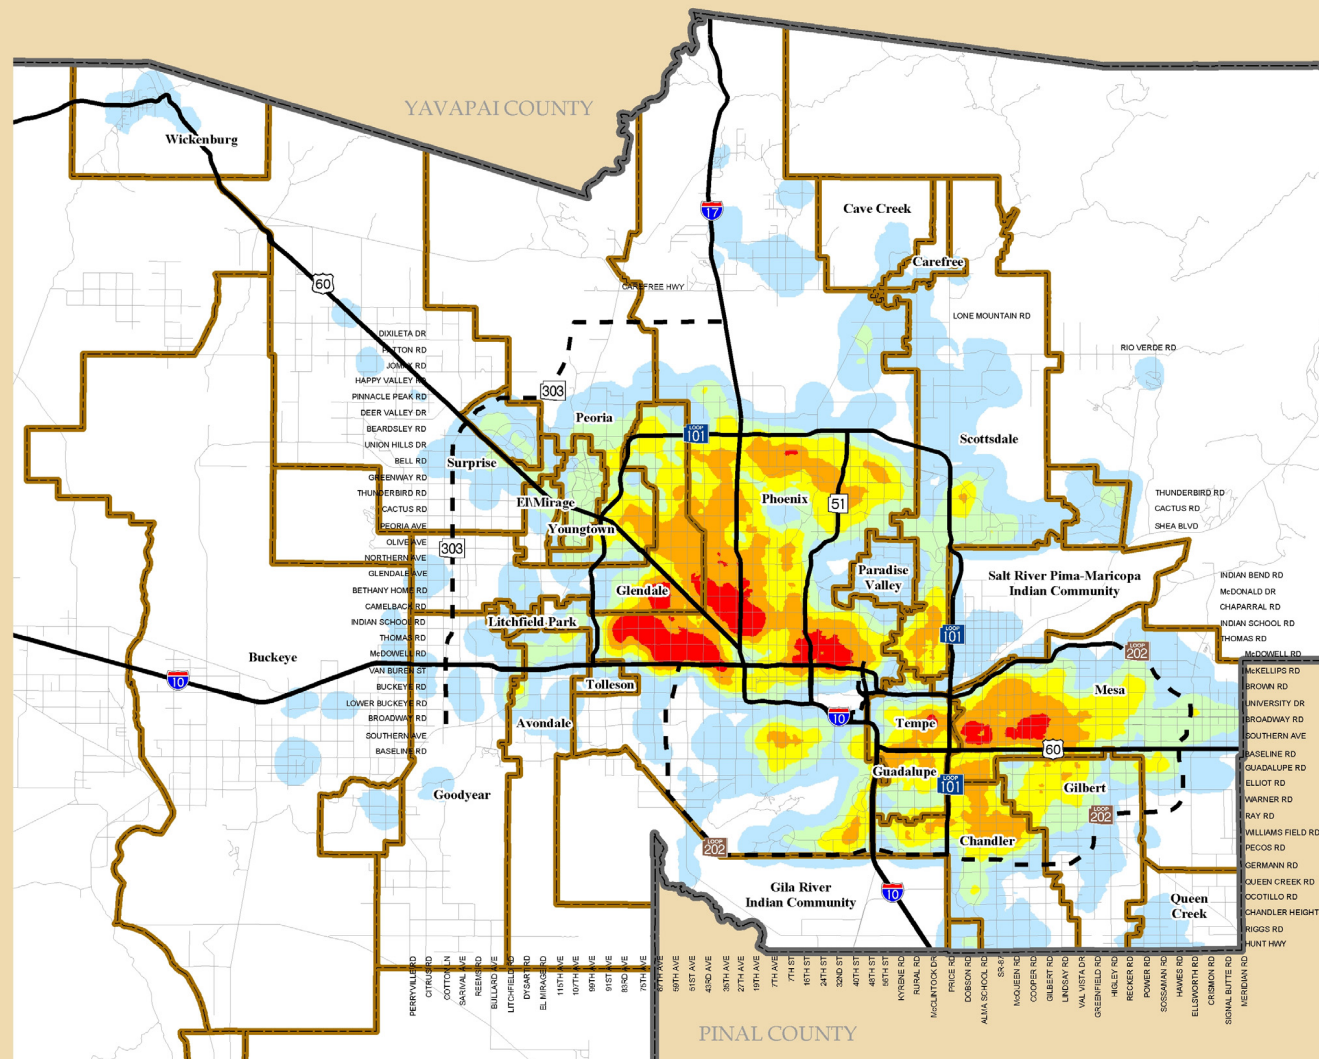 YAVAPAI COUNTY
Wickenburg
17
Cave Creek
Carefree
60
CAREFREE HWY
LONE MOUNTAIN RD
DIXILETA DR
RIO VERDE RD
PATTON RD
JOMAX RD
HAPPY VALLEY RD
PINNACLE PEAK RD
303
DEER VALLEY DR
Peoria
BEARDSLEY RD
LOOP
101
Scottsdale
UNION HILLS DR
BELL RD
Surprise
GREENWAY RD
THUNDERBIRD RD
THUNDERBIRD RD
El Mirage
Phoenix
51
CACTUS RD
CACTUS RD
PEORIA AVE
Youngtown
SHEA BLVD
OLIVE AVE
303
NORTHERN AVE
GLENDALE AVE
Paradise
Valley
Salt River Pima-Maricopa
Indian Community
INDIAN BEND RD
BETHANY HOME RD
Glendale
McDONALD DR
CAMELBACK RD
CHAPARRAL RD
INDIAN SCHOOL RD
Litchfield Park
INDIAN SCHOOL RD
THOMAS RD
LOOP
101
THOMAS RD
McDOWELL RD
Buckeye
LOOP
202
McDOWELL RD
VAN BUREN ST
McKELLIPS RD
10
BUCKEYE RD
Tolleson
Mesa
BROWN RD
LOWER BUCKEYE RD
UNIVERSITY DR
BROADWAY RD
Avondale
10
Tempe
BROADWAY RD
SOUTHERN AVE
SOUTHERN AVE
BASELINE RD
60
BASELINE RD
Guadalupe
GUADALUPE RD
LOOP
101
ELLIOT RD
Goodyear
Gilbert
WARNER RD
LOOP
202
RAY RD
WILLIAMS FIELD RD
LOOP
202
Chandler
PECOS RD
GERMANN RD
Gila River
Indian Community
10
QUEEN CREEK RD
Queen
Creek
OCOTILLO RD
CHANDLER HEIGHT
RIGGS RD
HUNT HWY
PERRYVILLE RD
CITRUS RD
COTTON LN
SARIVAL AVE
REEMS RD
BULLARD AVE
LITCHFIELD RD
DYSART RD
EL MIRAGE RD
115TH AVE
107TH AVE
99TH AVE
91ST AVE
83RD AVE
75TH AVE
67TH AVE
59TH AVE
51ST AVE
43RD AVE
35TH AVE
27TH AVE
19TH AVE
7TH AVE
7TH ST
16TH ST
24TH ST
32ND ST
40TH ST
48TH ST
56TH ST
KYRENE RD
RURAL RD
McCLINTOCK DR
PRICE RD
DOBSON RD
ALMA SCHOOL RD
SR-87
McQUEEN RD
COOPER RD
GILBERT RD
LINDSAY RD
VAL VISTA DR
GREENFIELD RD
HIGLEY RD
RECKER RD
POWER RD
SOSSAMAN RD
HAWES RD
ELLSWORTH RD
CRISMON RD
SIGNAL BUTTE RD
MERIDIAN RD
PINAL COUNTY